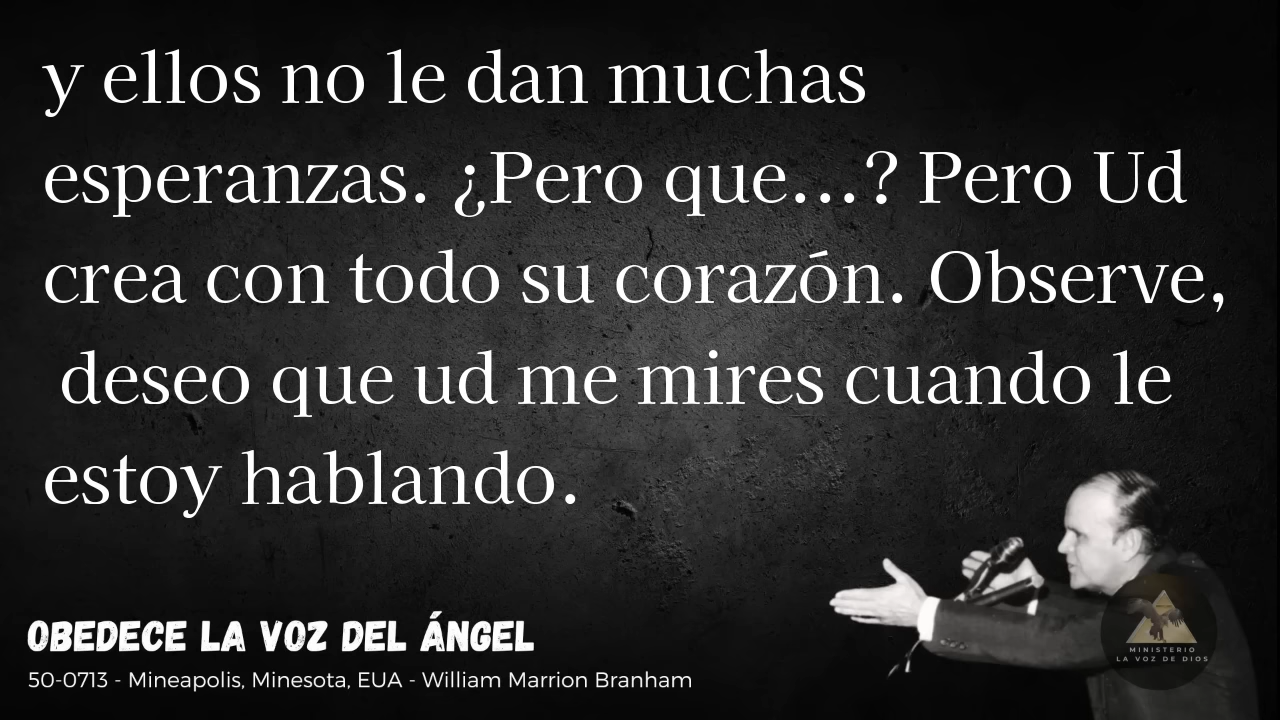 y ellos no le dan muchas
esperanzas. ¿Pero que...? Pero Ud
crea con todo su corazón. Observe,
deseo que ud me mires cuando le
estoy hablando.
OBEDECE LA VOZ DEL ÁNGEL
50-0713 - Mineapolis, Minesota, EUA - William Marrion Branham
MINISTERIO
LA VOZ DE DIOS